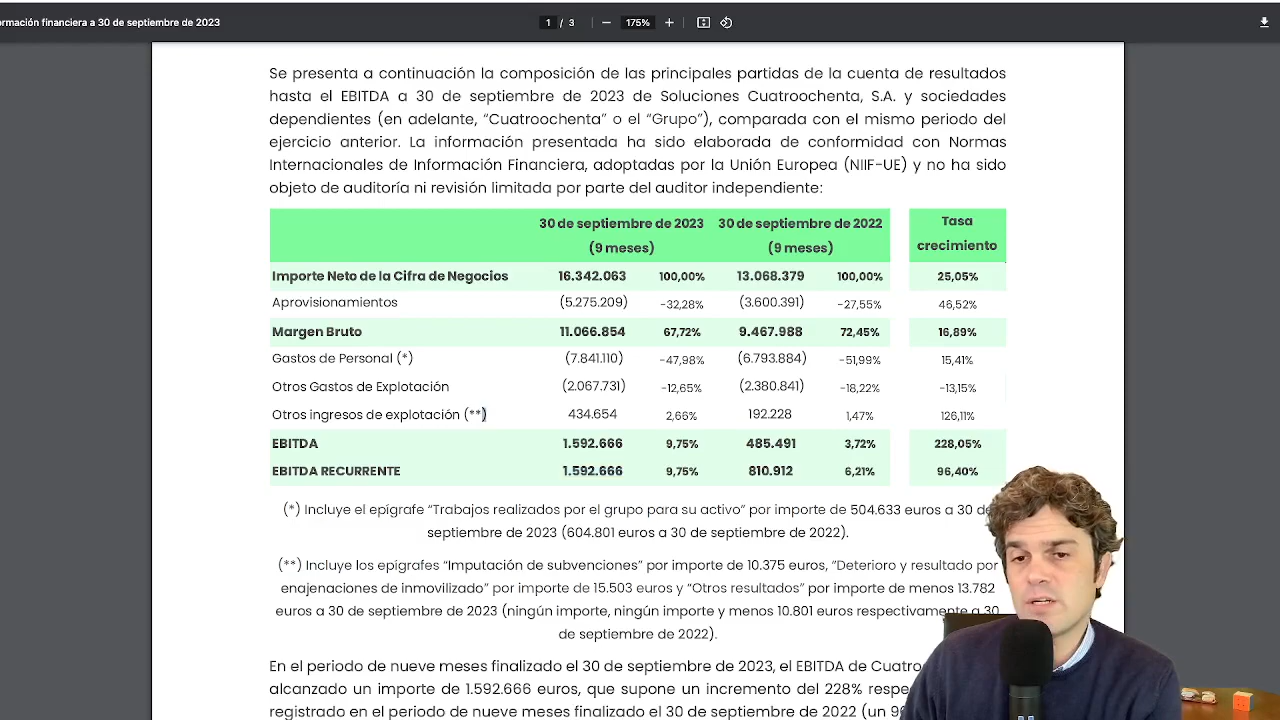 ormación financiera a 30 de septiembre de 2023
1 / 3
175%
Se presenta a continuación la composición de las principales partidas de la cuenta de resultados
hasta el EBITDA a 30 de septiembre de 2023 de Soluciones Cuatroochenta, S.A. y sociedades
dependientes (en adelante, “Cuatroochenta” o el “Grupo”), comparada con el mismo periodo del
ejercicio anterior. La información presentada ha sido elaborada de conformidad con Normas
Internacionales de Información Financiera, adoptadas por la Unión Europea (NIIF-UE) y no ha sido
objeto de auditoría ni revisión limitada por parte del auditor independiente:
30 de septiembre de 2023 30 de septiembre de 2022 Tasa
(9 meses) (9 meses) crecimiento
Importe Neto de la Cifra de Negocios 16.342.063 100,00% 13.068.379 100,00% 25,05%
Aprovisionamientos (5.275.209) -32,28% (3.600.391) -27,55% 46,52%
Margen Bruto 11.066.854 67,72% 9.467.988 72,45% 16,89%
Gastos de Personal (*) (7.841.110) -47,98% (6.793.884) -51,99% 15,41%
Otros Gastos de Explotación (2.067.731) -12,65% (2.380.841) -18,22% -13,15%
Otros ingresos de explotación (**) 434.654 2,66% 192.228 1,47% 126,11%
EBITDA 1.592.666 9,75% 485.491 3,72% 228,05%
EBITDA RECURRENTE 1.592.666 9,75% 810.912 6,21% 96,40%
(*) Incluye el epígrafe “Trabajos realizados por el grupo para su activo” por importe de 504.633 euros a 30 de
septiembre de 2023 (604.801 euros a 30 de septiembre de 2022).
(**) Incluye los epígrafes “Imputación de subvenciones” por importe de 10.375 euros, “Deterioro y resultado por
enajenaciones de inmovilizado” por importe de 15.503 euros y “Otros resultados” por importe de menos 13.782
euros a 30 de septiembre de 2023 (ningún importe, ningún importe y menos 10.801 euros respectivamente a 30
de septiembre de 2022).
En el periodo de nueve meses finalizado el 30 de septiembre de 2023, el EBITDA de Cuatro
alcanzado un importe de 1.592.666 euros, que supone un incremento del 228% respe
registrado en el periodo de nueve meses finalizado el 30 de septiembre de 2022 (un 96